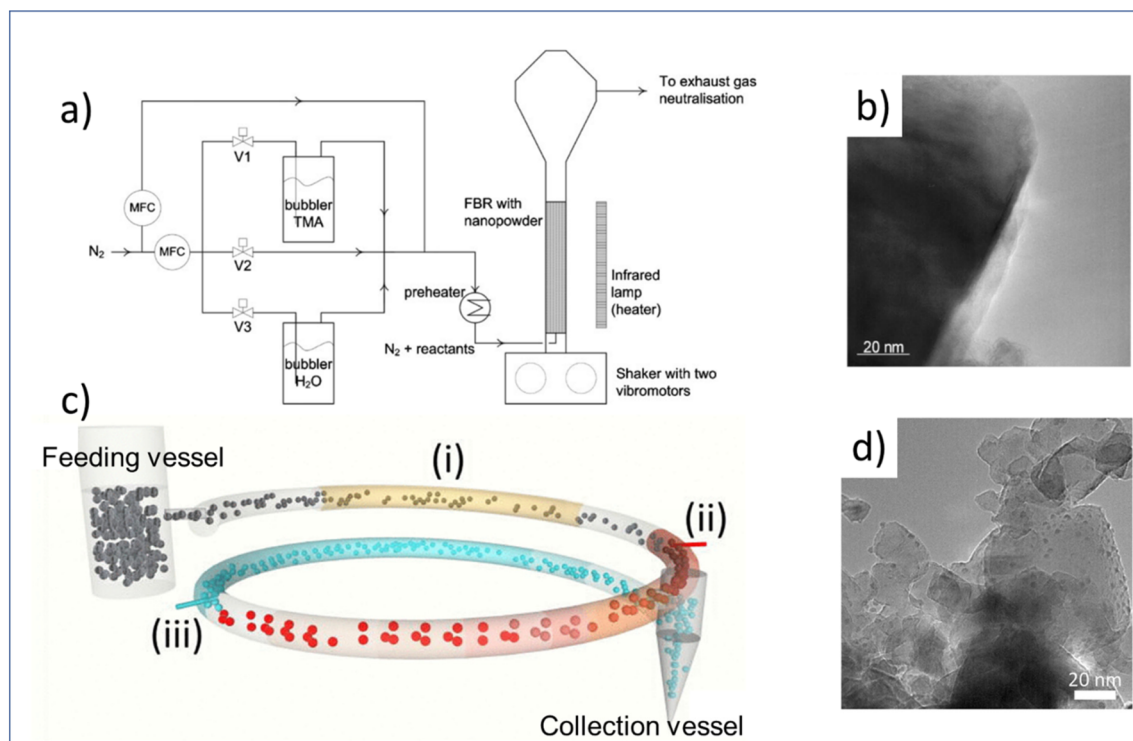 a)
V1
bubbler
TMA
MFC
N₂
MFC
V2
V3
bubbler
H₂O
preheater
N₂ + reactants
FBR with
nanopowder
To exhaust gas
neutralisation
Infrared
lamp
(heater)
Shaker with two
vibromotors
b)
20 nm
c)
Feeding vessel
(i)
(ii)
(iii)
Collection vessel
d)
20 nm